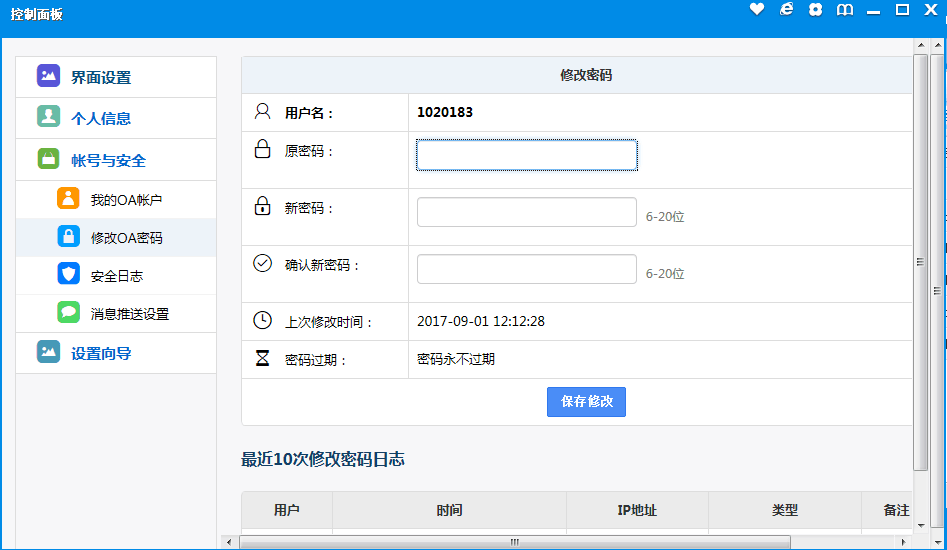 控制面板
界面设置
个人信息
帐号与安全
我的OA帐户
修改OA密码
安全日志
消息推送设置
设置向导
修改密码
用户名： 1020183
原密码：
新密码： 6-20位
确认新密码： 6-20位
上次修改时间： 2017-09-01 12:12:28
密码过期： 密码永不过期
保存修改
最近10次修改密码日志
用户 时间 IP地址 类型 备注